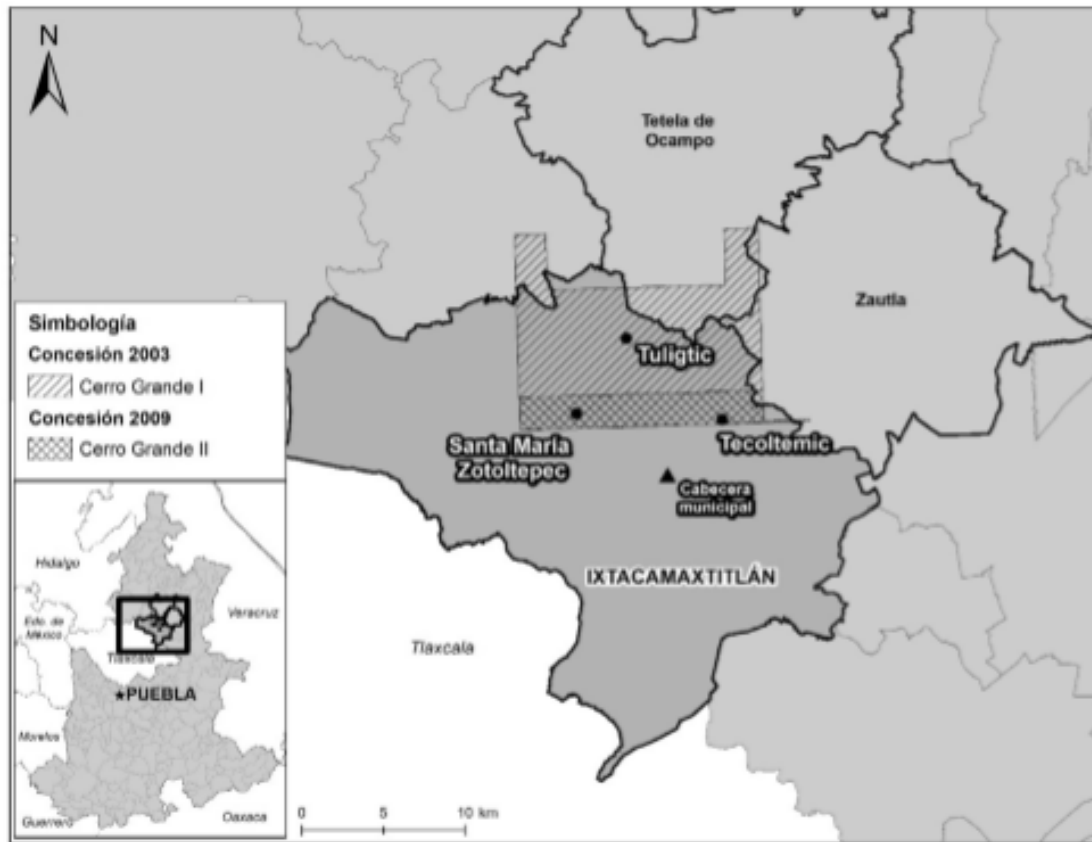 N
Tetela de
Ocampo
Zautla
Simbología
Concesión 2003
Cerro Grande I
Concesión 2009
Cerro Grande II
Tuligtic
Santa María
Zotoltepec
Tecoltemic
Cabecera
municipal
IXTACAMAXTITLÁN
Tlaxcala
Hidalgo
Edo. de
México
Veracruz
Tlaxcala
PUEBLA
Morelos
Guerrero
Oaxaca
0 5 10 km